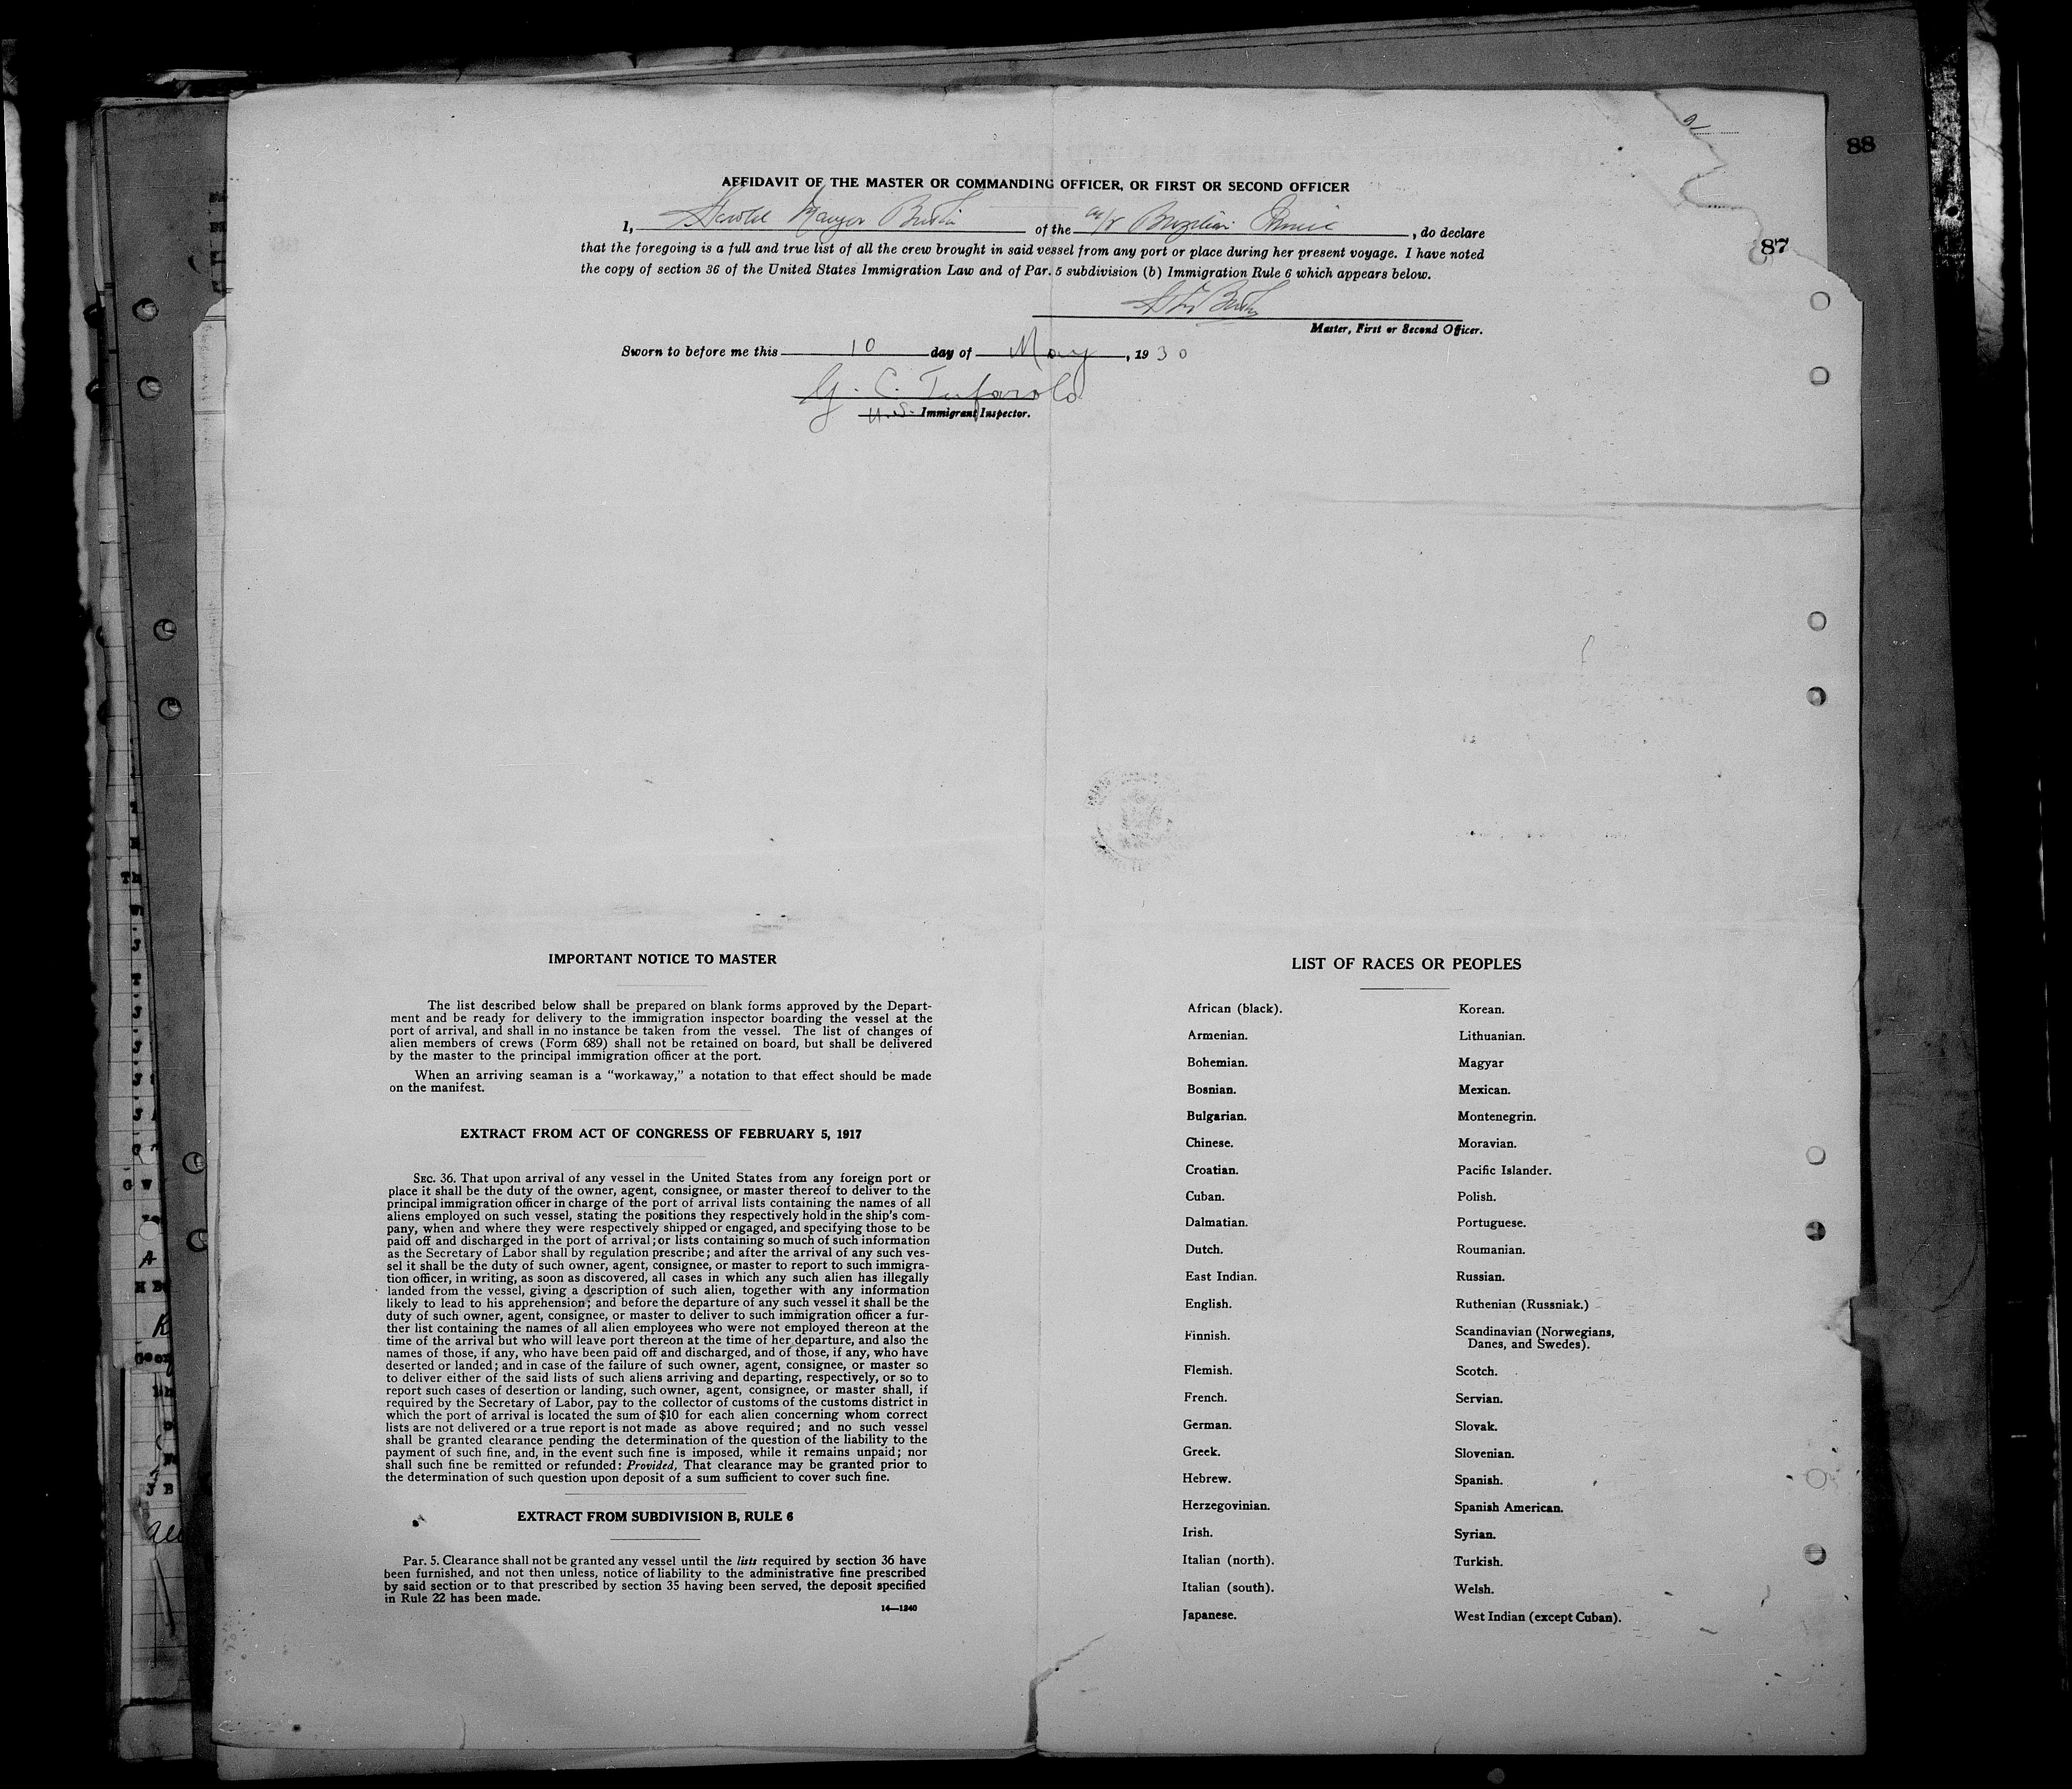 88
AFFIDAVIT OF THE MASTER OR COMMANDING OFFICER, OR FIRST OR SECOND OFFICER
I, Harold of the m/v Brazilian Prince, do declare
87
that the foregoing is a full and true list of all the crew brought in said vessel from any port or place during her present voyage. I have noted
the copy of section 36 of the United States Immigration Law and of Par. 5 subdivision (b) Immigration Rule 6 which appears below.
Master, First or Second Officer.
Sworn to before me this 10 day of May, 1930
G. C. Tufarolo
U.S. Immigrant Inspector.
IMPORTANT NOTICE TO MASTER
The list described below shall be prepared on blank forms approved by the Depart-
ment and be ready for delivery to the immigration inspector boarding the vessel at the
port of arrival, and shall in no instance be taken from the vessel. The list of changes of
alien members of crews (Form 689) shall not be retained on board, but shall be delivered
by the master to the principal immigration officer at the port.
When an arriving seaman is a "workaway," a notation to that effect should be made
on the manifest.
EXTRACT FROM ACT OF CONGRESS OF FEBRUARY 5, 1917
SEC. 36. That upon arrival of any vessel in the United States from any foreign port or
place it shall be the duty of the owner, agent, consignee, or master thereof to deliver to the
principal immigration officer in charge of the port of arrival lists containing the names of all
aliens employed on such vessel, stating the positions they respectively hold in the ship's com-
pany, when and where they were respectively shipped or engaged, and specifying those to be
paid off and discharged in the port of arrival; or lists containing so much of such information
as the Secretary of Labor shall by regulation prescribe; and after the arrival of any such ves-
sel it shall be the duty of such owner, agent, consignee, or master to report to such immigra-
tion officer, in writing, as soon as discovered, all cases in which any such alien has illegally
landed from the vessel, giving a description of such alien, together with any information
likely to lead to his apprehension; and before the departure of any such vessel it shall be the
duty of such owner, agent, consignee, or master to deliver to such immigration officer a fur-
ther list containing the names of all alien employees who were not employed thereon at the
time of the arrival but who will leave port thereon at the time of her departure, and also the
names of those, if any, who have been paid off and discharged, and of those, if any, who have
deserted or landed; and in case of the failure of such owner, agent, consignee, or master so
to deliver either of the said lists of such aliens arriving and departing, respectively, or so to
report such cases of desertion or landing, such owner, agent, consignee, or master shall, if
required by the Secretary of Labor, pay to the collector of customs of the customs district in
which the port of arrival is located the sum of $10 for each alien concerning whom correct
lists are not delivered or a true report is not made as above required; and no such vessel
shall be granted clearance pending the determination of the question of the liability to the
payment of such fine, and, in the event such fine is imposed, while it remains unpaid; nor
shall such fine be remitted or refunded: Provided, That clearance may be granted prior to
the determination of such question upon deposit of a sum sufficient to cover such fine.
EXTRACT FROM SUBDIVISION B, RULE 6
Par. 5. Clearance shall not be granted any vessel until the lists required by section 36 have
been furnished, and not then unless, notice of liability to the administrative fine prescribed
by said section or to that prescribed by section 35 having been served, the deposit specified
in Rule 22 has been made.
14—1240
LIST OF RACES OR PEOPLES
African (black).
Armenian.
Bohemian.
Bosnian.
Bulgarian.
Chinese.
Croatian.
Cuban.
Dalmatian.
Dutch.
East Indian.
English.
Finnish.
Flemish.
French.
German.
Greek.
Hebrew.
Herzegovinian.
Irish.
Italian (north).
Italian (south).
Japanese.
Korean.
Lithuanian.
Magyar
Mexican.
Montenegrin.
Moravian.
Pacific Islander.
Polish.
Portuguese.
Roumanian.
Russian.
Ruthenian (Russniak.)
Scandinavian (Norwegians,
Danes, and Swedes).
Scotch.
Servian.
Slovak.
Slovenian.
Spanish.
Spanish American.
Syrian.
Turkish.
Welsh.
West Indian (except Cuban).